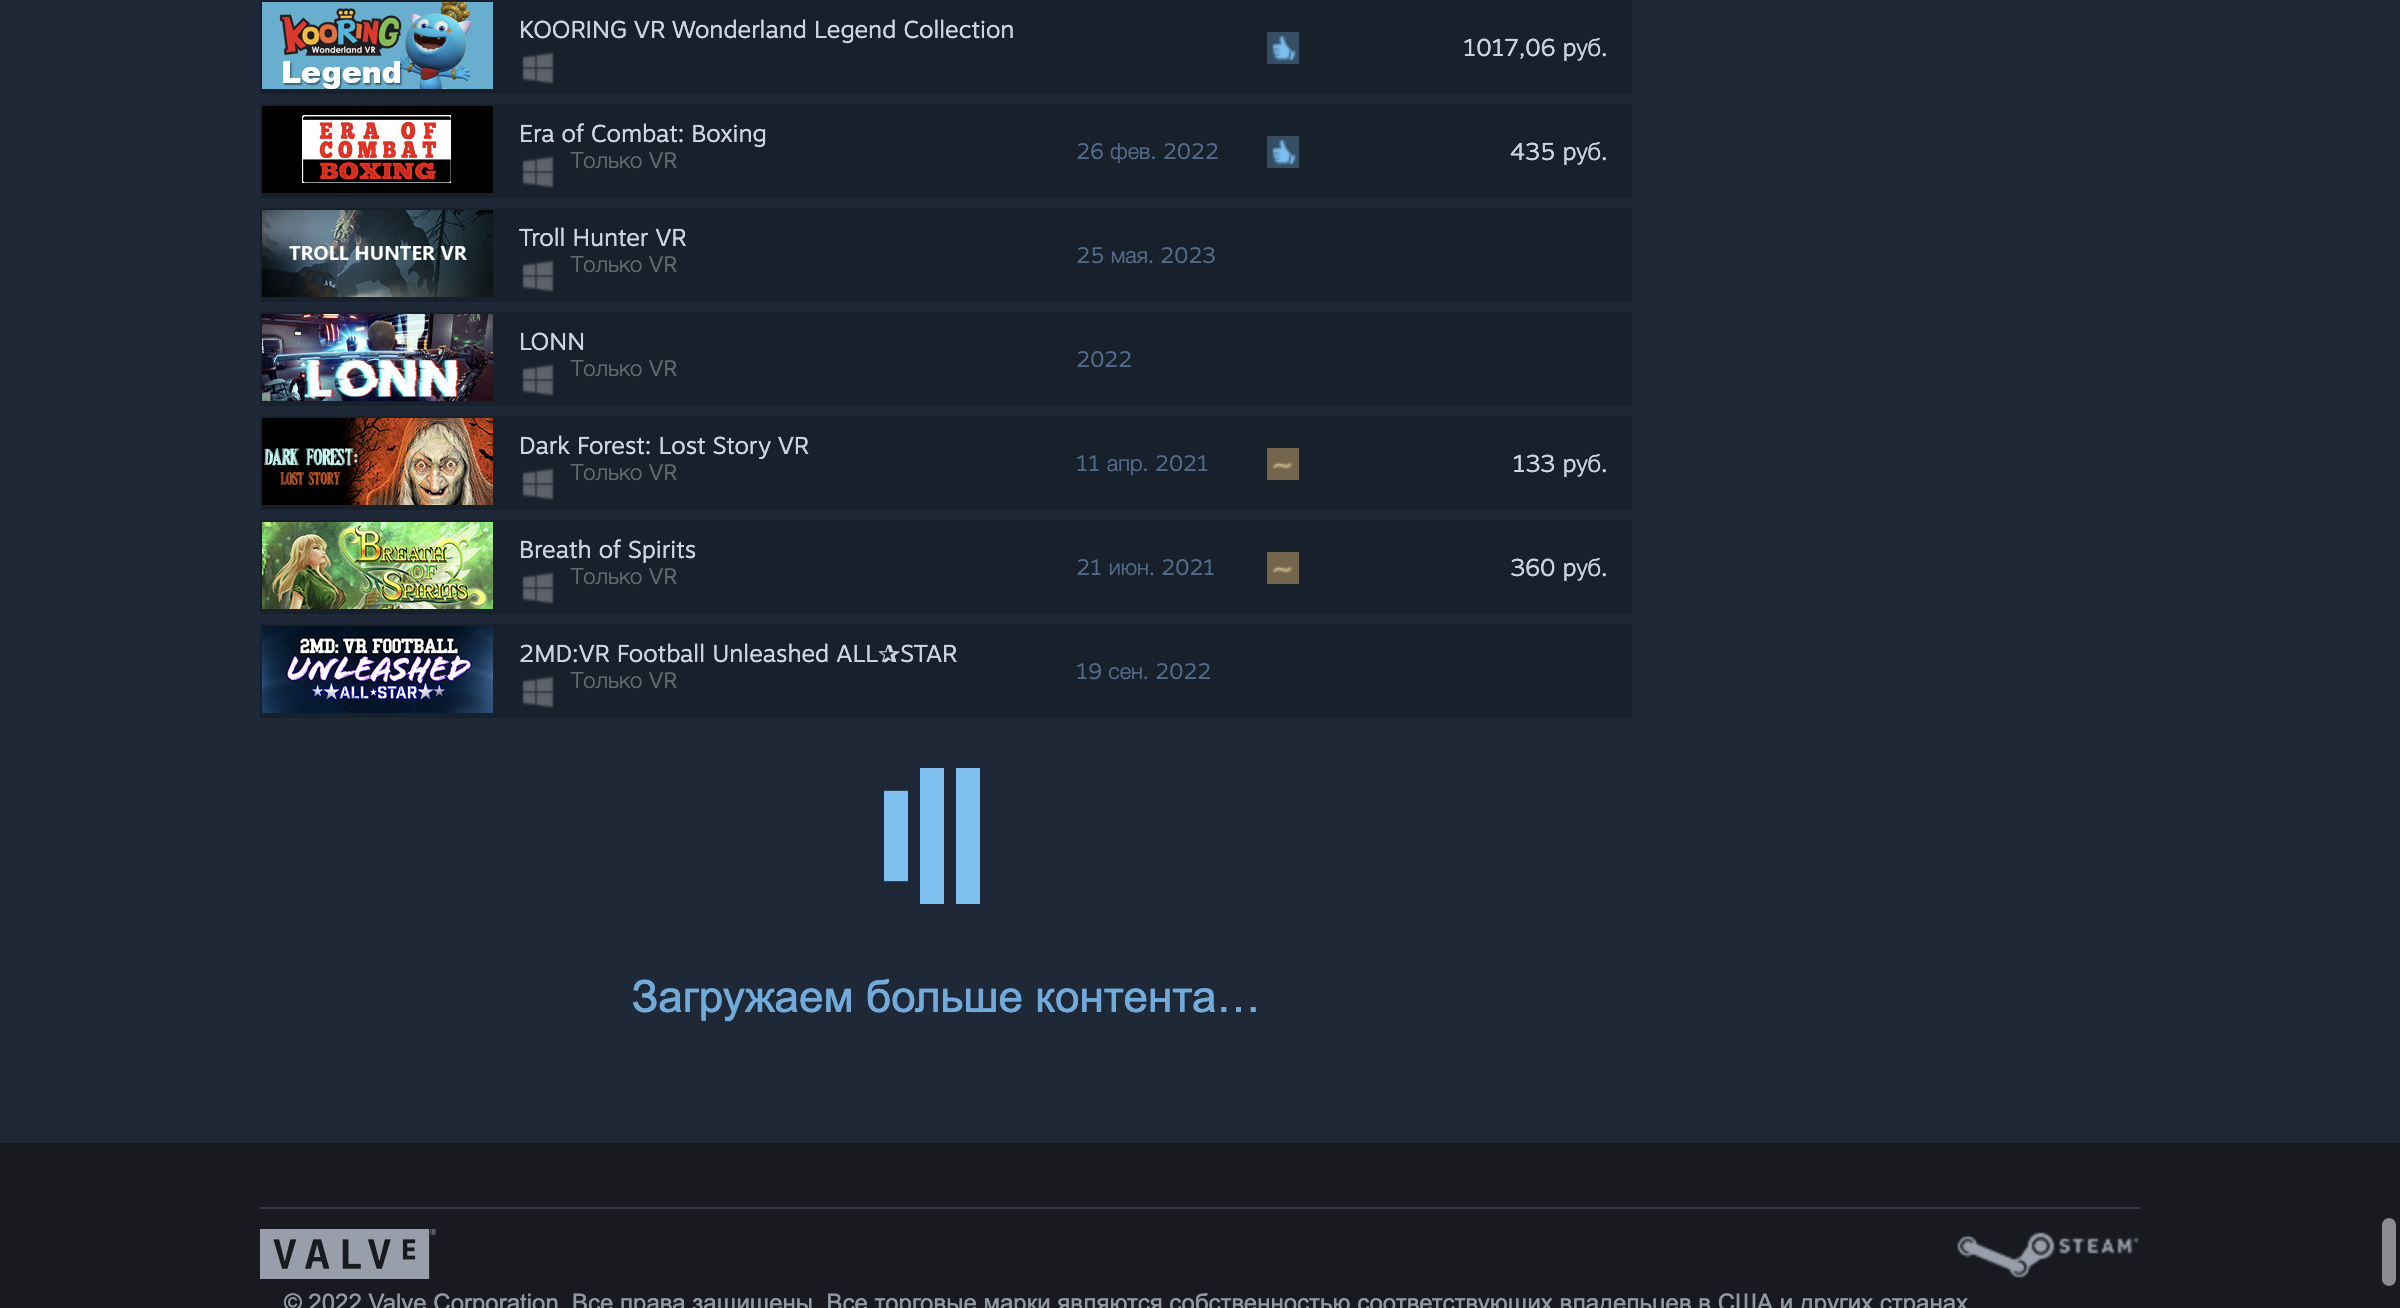 KOORING
Wonderland VR
Legend
KOORING VR Wonderland Legend Collection
1017,06 руб.
ERA OF
COMBAT
BOXING
Era of Combat: Boxing
Только VR
26 фев. 2022
435 руб.
TROLL HUNTER VR
Troll Hunter VR
Только VR
25 мая. 2023
LONN
LONN
Только VR
2022
DARK FOREST:
LOST STORY
Dark Forest: Lost Story VR
Только VR
11 апр. 2021
133 руб.
BREATH
OF
SPIRITS
Breath of Spirits
Только VR
21 июн. 2021
360 руб.
2MD: VR FOOTBALL
UNLEASHED
★★ALL★STAR★★
2MD:VR Football Unleashed ALL✰STAR
Только VR
19 сен. 2022
Загружаем больше контента…
VALVE®
STEAM®
© 2022 Valve Corporation. Все права защищены. Все торговые марки являются собственностью соответствующих владельцев в США и других странах.